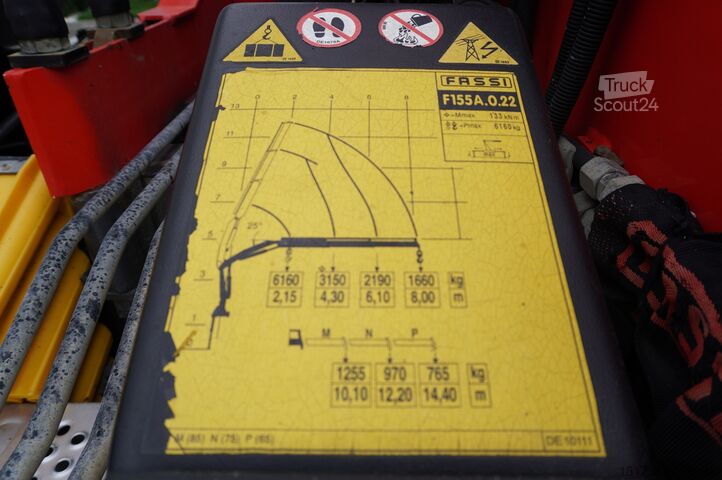 FASSI
F155A.0.22
Mmax 133 kNm
Pmax 6160 kg
Truck
Scout24
0 2 4 6 8
13
11
9
7
5
3
1
25°
6160 3150 2190 1660 kg
2,15 4,30 6,10 8,00 m
M N P
1255 970 765 kg
10,10 12,20 14,40 m
M (85) N (75) P (65)
DE 10111